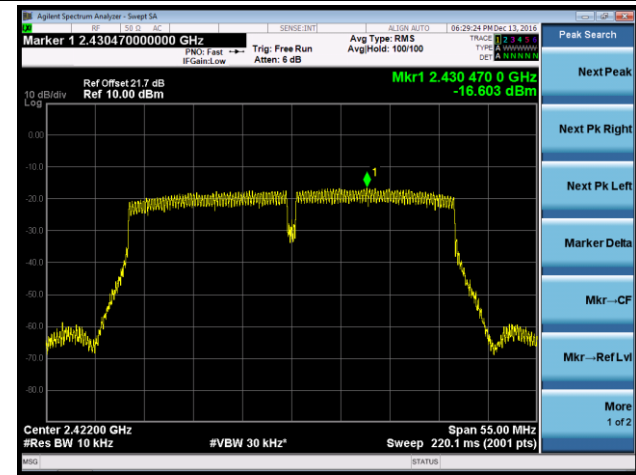 Agilent Spectrum Analyzer - Swept SA
RF 50 Ω AC SENSE:INT ALIGN AUTO 06:29:24 PM Dec 13, 2016
Marker 1 2.430470000000 GHz
PNO: Fast
IFGain:Low
Trig: Free Run
Atten: 6 dB
Avg Type: RMS
Avg|Hold: 100/100
TRACE 1 2 3 4 5 6
TYPE A WWWWW
DET A NNNNN
Peak Search
Ref Offset 21.7 dB
Ref 10.00 dBm
10 dB/div
Log
Mkr1 2.430 470 0 GHz
-16.603 dBm
0.00
-10.0
-20.0
-30.0
-40.0
-50.0
-60.0
-70.0
-80.0
1
Center 2.42200 GHz
Span 55.00 MHz
#Res BW 10 kHz
#VBW 30 kHz*
Sweep 220.1 ms (2001 pts)
MSG
STATUS
Next Peak
Next Pk Right
Next Pk Left
Marker Delta
Mkr→CF
Mkr→Ref Lvl
More
1 of 2